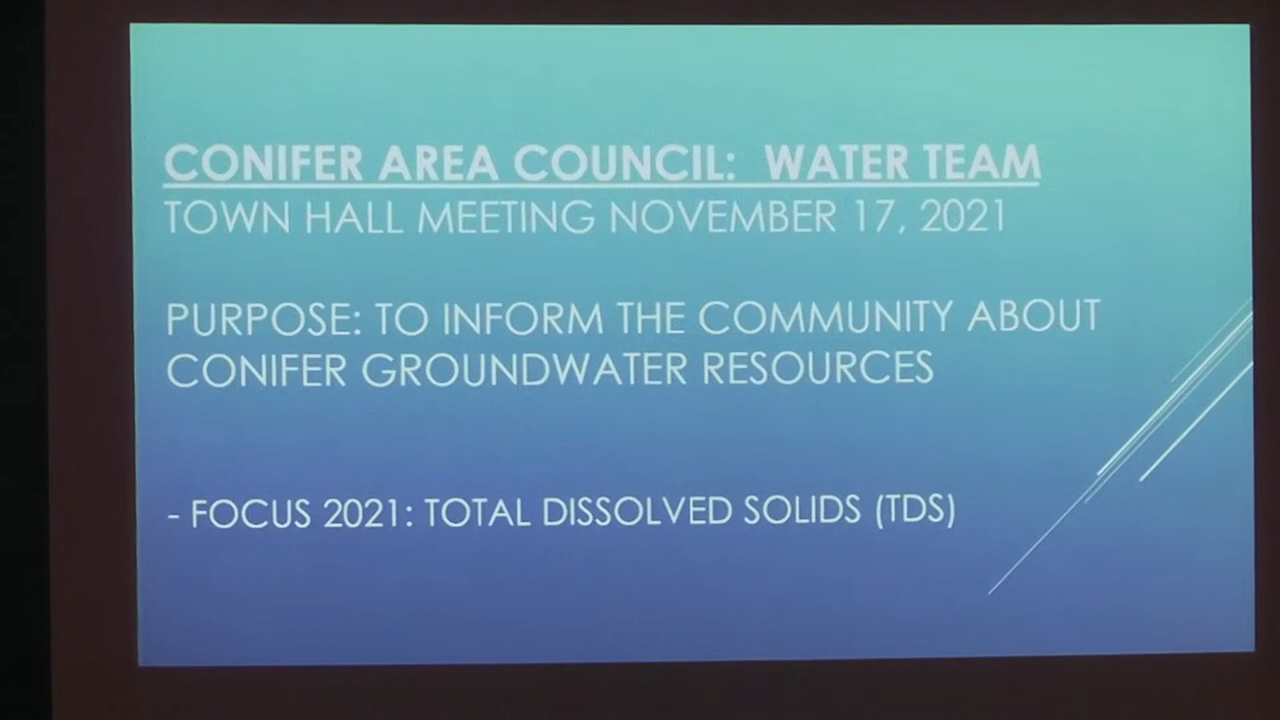 CONIFER AREA COUNCIL: WATER TEAM
TOWN HALL MEETING NOVEMBER 17, 2021
PURPOSE: TO INFORM THE COMMUNITY ABOUT
CONIFER GROUNDWATER RESOURCES
- FOCUS 2021: TOTAL DISSOLVED SOLIDS (TDS)